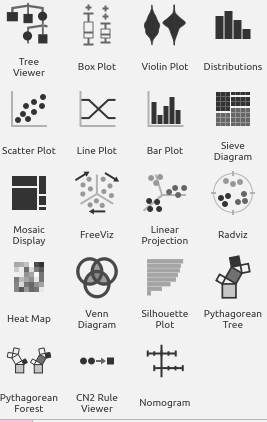 Tree
Viewer
Box Plot
Violin Plot
Distributions
Scatter Plot
Line Plot
Bar Plot
Sieve
Diagram
Mosaic
Display
FreeViz
Linear
Projection
Radviz
Heat Map
Venn
Diagram
Silhouette
Plot
Pythagorean
Tree
Pythagorean
Forest
CN2 Rule
Viewer
Nomogram